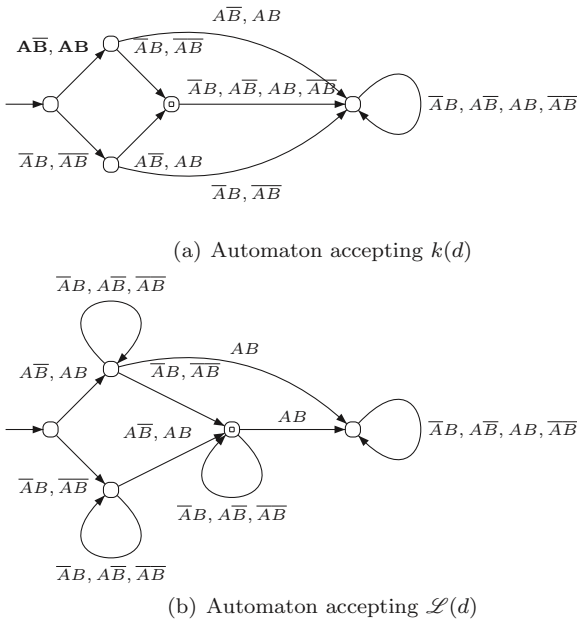 A\overline{B}, AB
\mathbf{A\overline{B}, AB}
\overline{A}B, \overline{AB}
\overline{A}B, A\overline{B}, AB, \overline{AB}
\overline{A}B, A\overline{B}, AB, \overline{AB}
\overline{A}B, \overline{AB}
A\overline{B}, AB
\overline{A}B, \overline{AB}
(a) Automaton accepting k(d)
\overline{A}B, A\overline{B}, \overline{AB}
AB
A\overline{B}, AB
\overline{A}B, \overline{AB}
A\overline{B}, AB
AB
\overline{A}B, A\overline{B}, AB, \overline{AB}
\overline{A}B, \overline{AB}
\overline{A}B, A\overline{B}, \overline{AB}
\overline{A}B, A\overline{B}, \overline{AB}
(b) Automaton accepting ℒ(d)